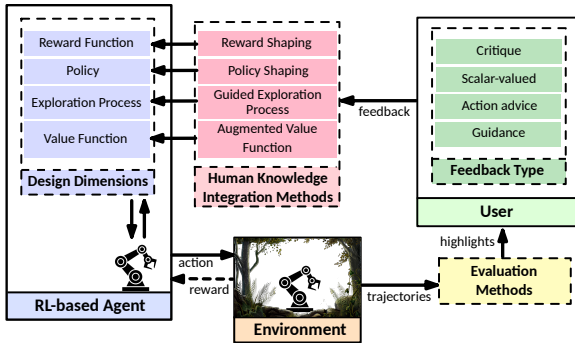 Reward Function
Policy
Exploration Process
Value Function
Design Dimensions
RL-based Agent
Reward Shaping
Policy Shaping
Guided Exploration
Process
Augmented Value
Function
Human Knowledge
Integration Methods
feedback
Critique
Scalar-valued
Action advice
Guidance
Feedback Type
User
highlights
action
reward
Environment
trajectories
Evaluation
Methods